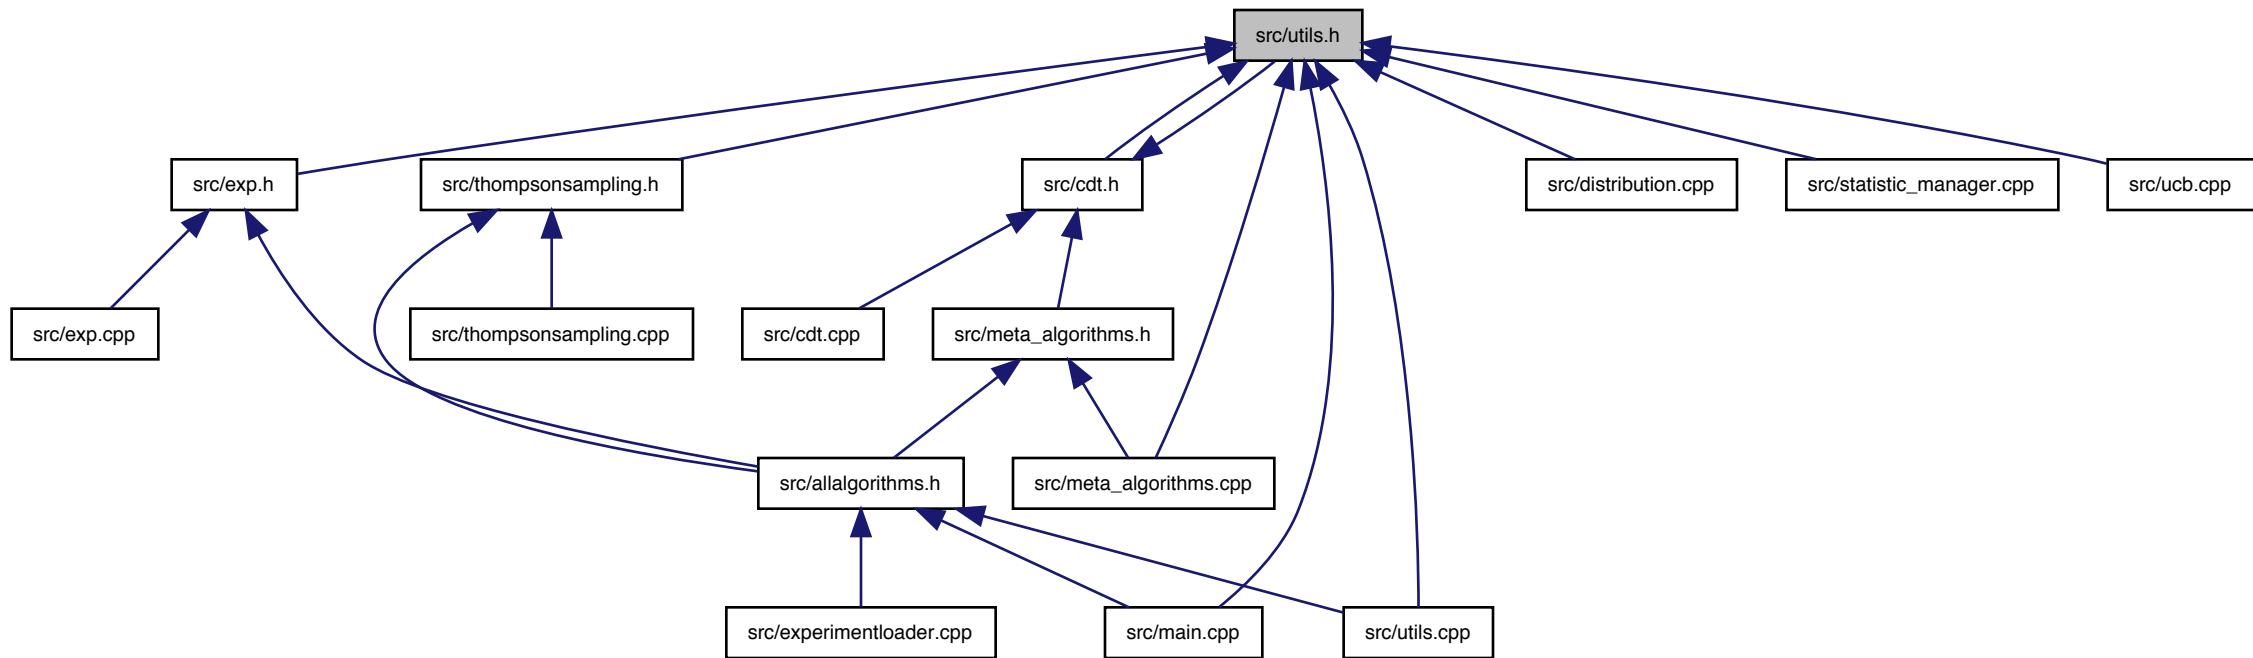 src/utils.h
src/exp.h
src/thompsonsampling.h
src/cdt.h
src/distribution.cpp
src/statistic_manager.cpp
src/ucb.cpp
src/exp.cpp
src/thompsonsampling.cpp
src/cdt.cpp
src/meta_algorithms.h
src/allalgorithms.h
src/meta_algorithms.cpp
src/experimentloader.cpp
src/main.cpp
src/utils.cpp